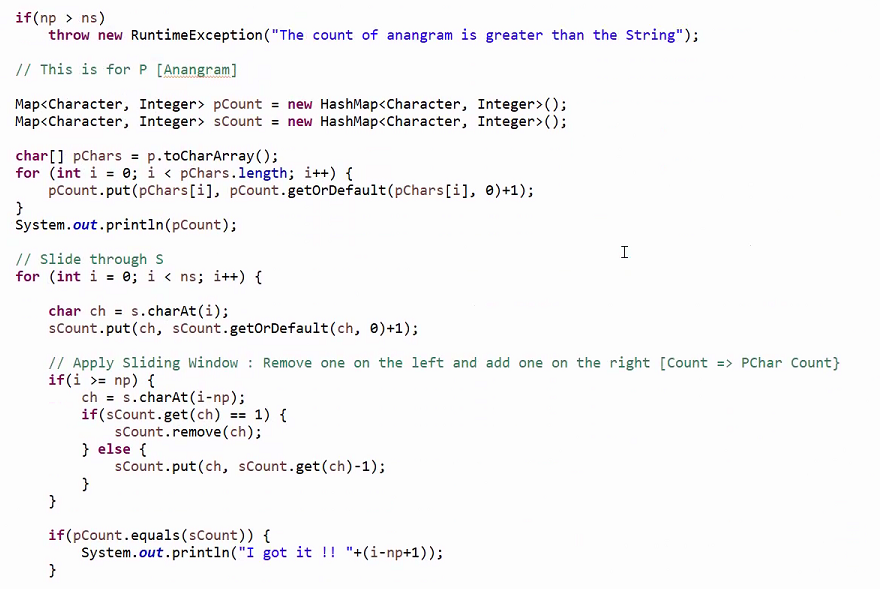 if(np > ns)
    throw new RuntimeException("The count of anangram is greater than the String");
// This is for P [Anangram]
Map<Character, Integer> pCount = new HashMap<Character, Integer>();
Map<Character, Integer> sCount = new HashMap<Character, Integer>();
char[] pChars = p.toCharArray();
for (int i = 0; i < pChars.length; i++) {
    pCount.put(pChars[i], pCount.getOrDefault(pChars[i], 0)+1);
}
System.out.println(pCount);
// Slide through S
for (int i = 0; i < ns; i++) {
    char ch = s.charAt(i);
    sCount.put(ch, sCount.getOrDefault(ch, 0)+1);
    // Apply Sliding Window : Remove one on the left and add one on the right [Count => PChar Count}
    if(i >= np) {
        ch = s.charAt(i-np);
        if(sCount.get(ch) == 1) {
            sCount.remove(ch);
        } else {
            sCount.put(ch, sCount.get(ch)-1);
        }
    }
    if(pCount.equals(sCount)) {
        System.out.println("I got it !! "+(i-np+1));
    }